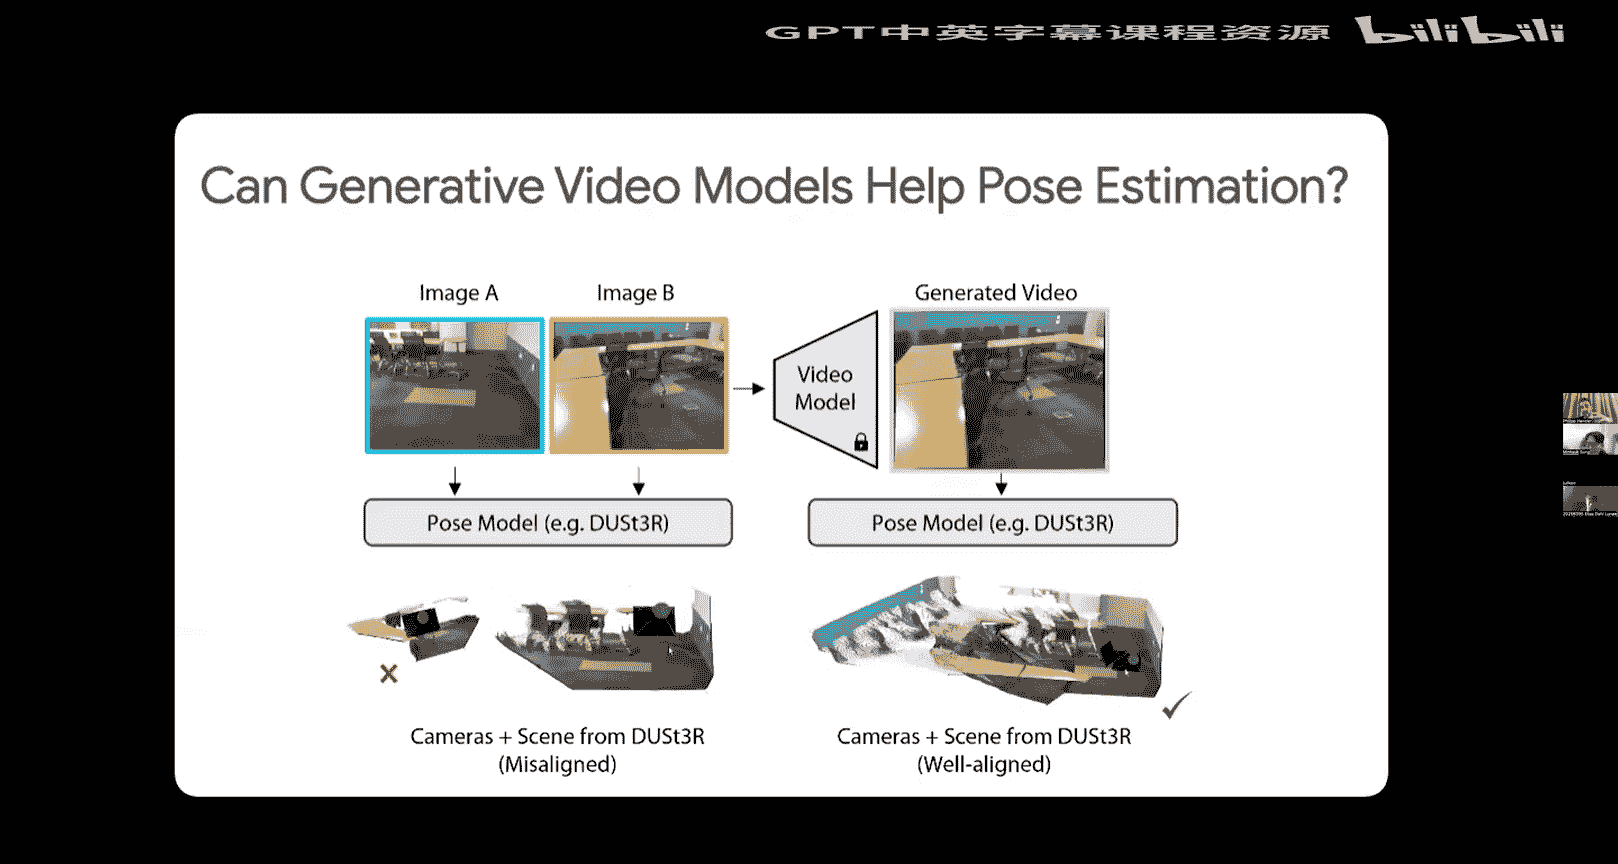 GPT中英字幕课程资源 bilibili
Can Generative Video Models Help Pose Estimation?
Image A
Image B
Generated Video
Video
Model
Pose Model (e.g. DUSt3R)
Pose Model (e.g. DUSt3R)
Cameras + Scene from DUSt3R
(Misaligned)
Cameras + Scene from DUSt3R
(Well-aligned)